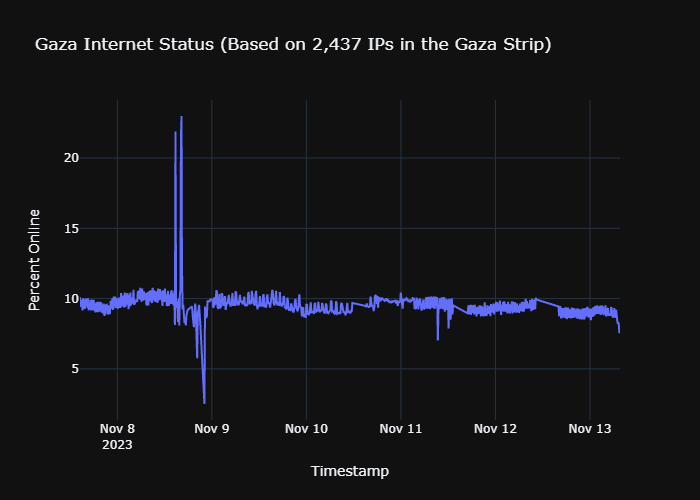 Gaza Internet Status (Based on 2,437 IPs in the Gaza Strip)
Percent Online
20
15
10
5
Nov 8
2023
Nov 9
Nov 10
Nov 11
Nov 12
Nov 13
Timestamp